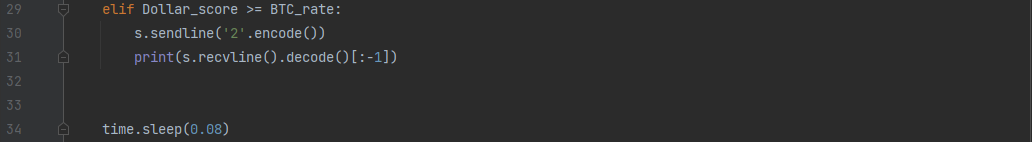 29 elif Dollar_score >= BTC_rate:
30 s.sendline('2'.encode())
31 print(s.recvline().decode()[:-1])
32
33
34 time.sleep(0.08)